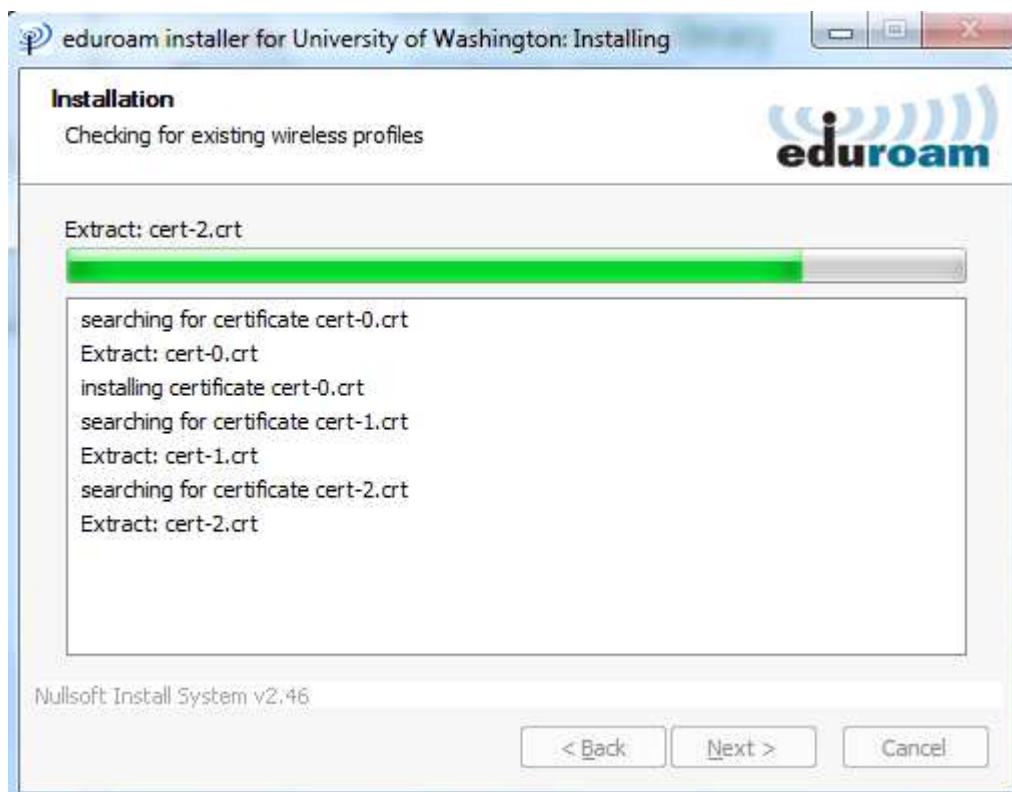 eduroam installer for University of Washington: Installing
Installation
Checking for existing wireless profiles
eduroam
Extract: cert-2.crt
searching for certificate cert-0.crt
Extract: cert-0.crt
installing certificate cert-0.crt
searching for certificate cert-1.crt
Extract: cert-1.crt
searching for certificate cert-2.crt
Extract: cert-2.crt
Nullsoft Install System v2.46
< Back Next > Cancel